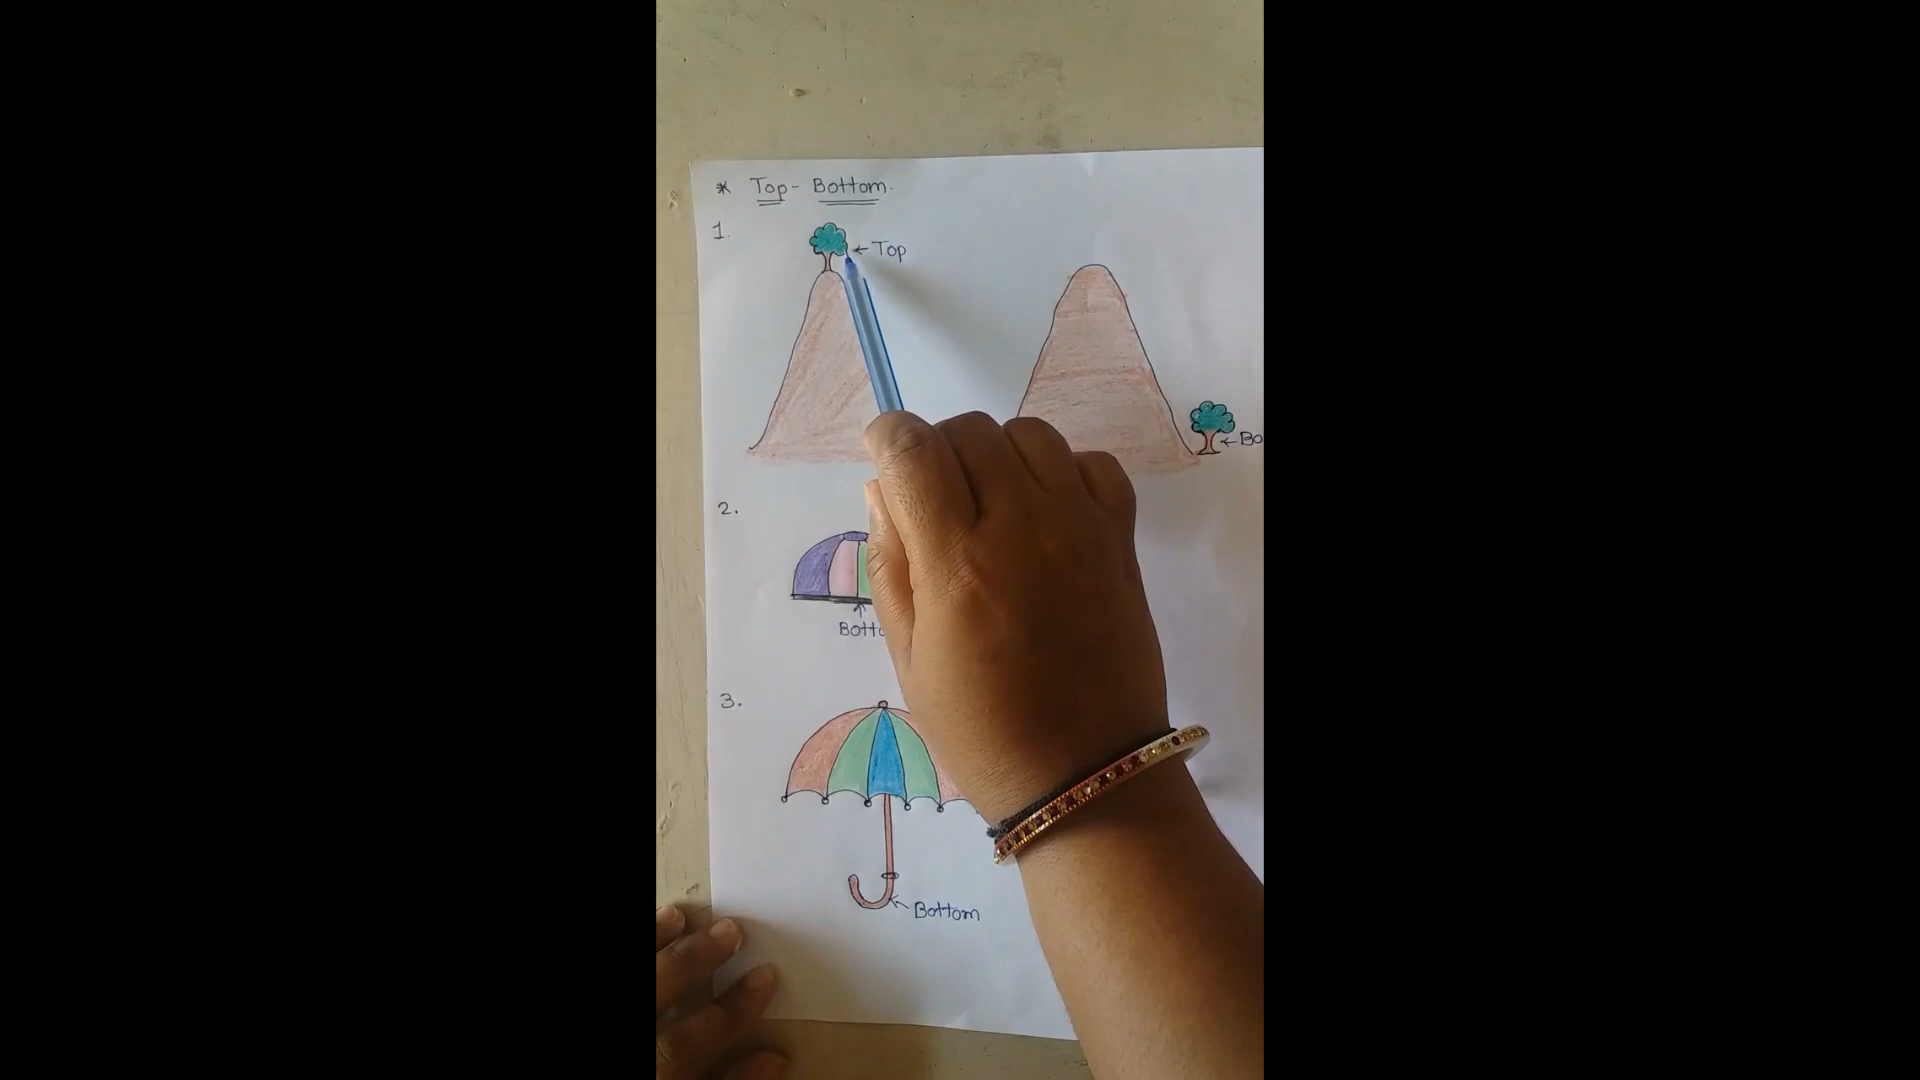 * Top - Bottom.
1.
← Top
←
2.
3.
Bottom